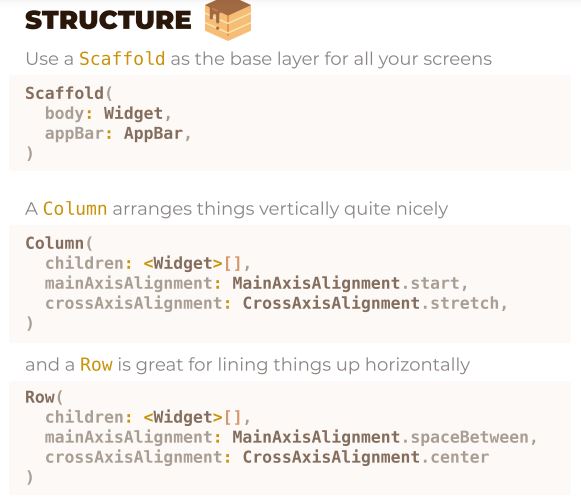 STRUCTURE
Use a Scaffold as the base layer for all your screens
Scaffold(
  body: Widget,
  appBar: AppBar,
)
A Column arranges things vertically quite nicely
Column(
  children: <Widget>[],
  mainAxisAlignment: MainAxisAlignment.start,
  crossAxisAlignment: CrossAxisAlignment.stretch,
)
and a Row is great for lining things up horizontally
Row(
  children: <Widget>[],
  mainAxisAlignment: MainAxisAlignment.spaceBetween,
  crossAxisAlignment: CrossAxisAlignment.center
)